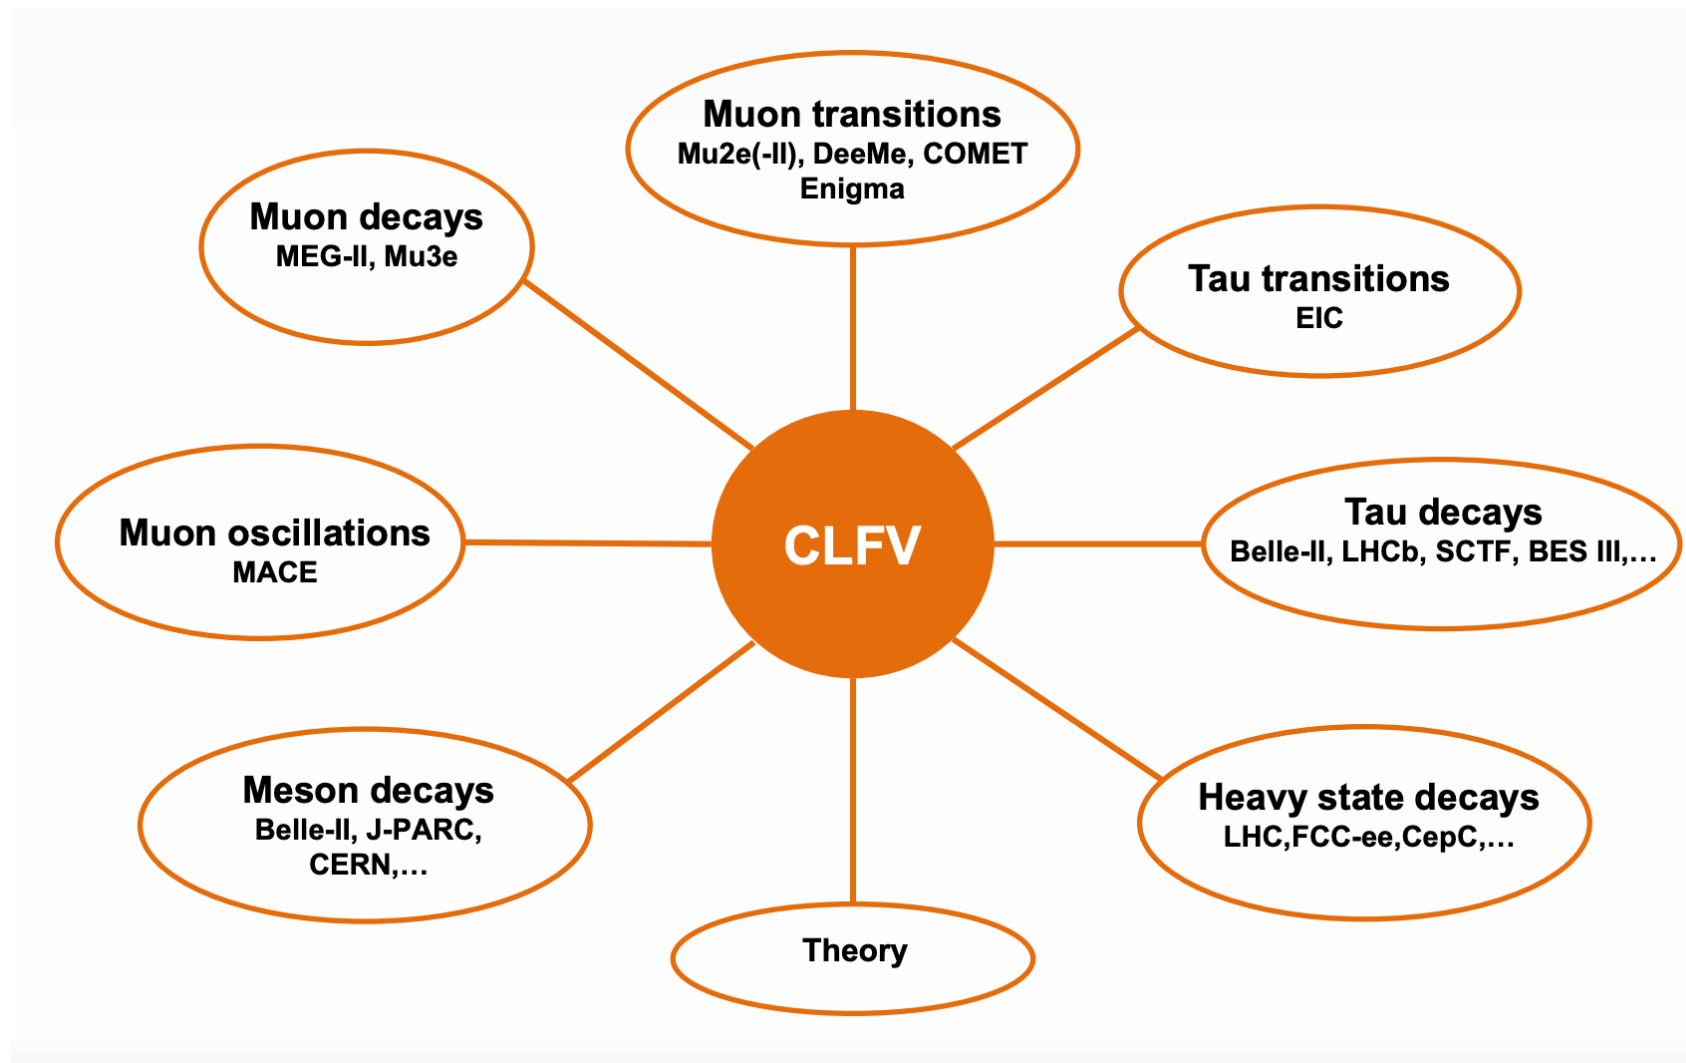 Muon transitions
Mu2e(-II), DeeMe, COMET
Enigma
Muon decays
MEG-II, Mu3e
Tau transitions
EIC
Muon oscillations
MACE
CLFV
Tau decays
Belle-II, LHCb, SCTF, BES III,…
Meson decays
Belle-II, J-PARC,
CERN,…
Heavy state decays
LHC,FCC-ee,CepC,…
Theory